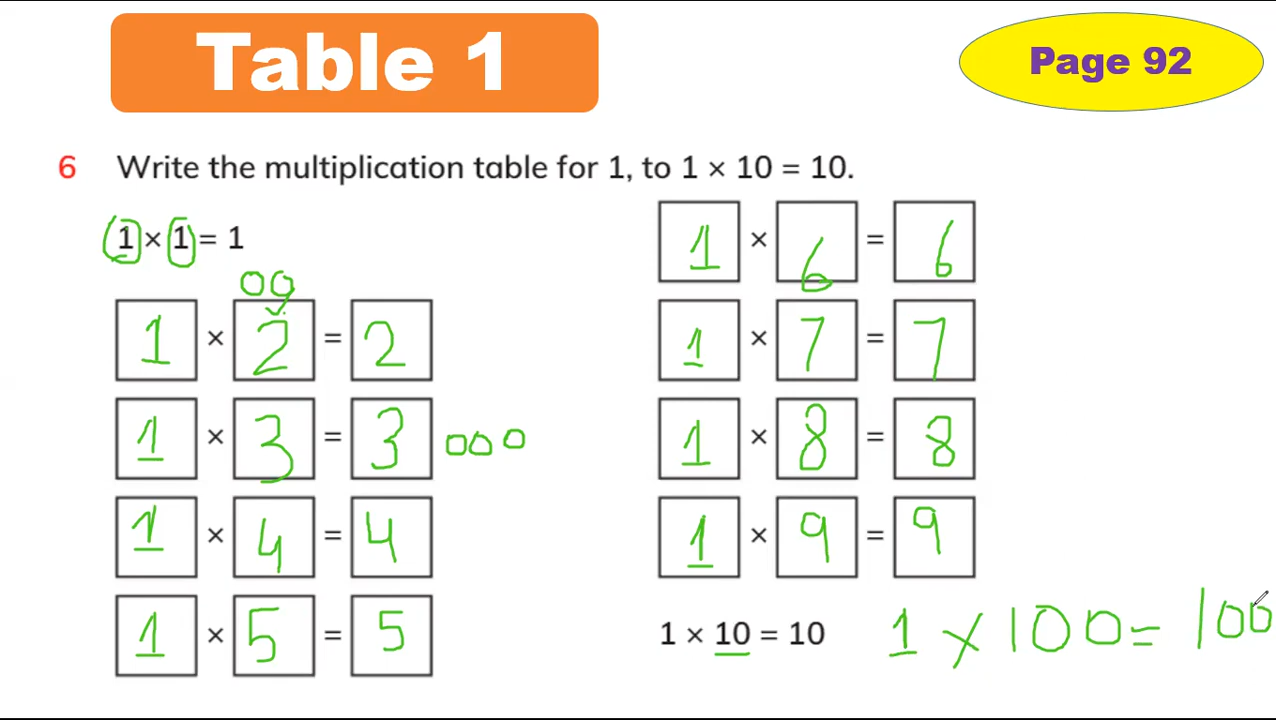 Table 1
Page 92
6 Write the multiplication table for 1, to 1 × 10 = 10.
1 × 1 = 1
1 × 2 = 2
1 × 3 = 3
1 × 4 = 4
1 × 5 = 5
1 × 6 = 6
1 × 7 = 7
1 × 8 = 8
1 × 9 = 9
1 × 10 = 10
1 × 100 = 100